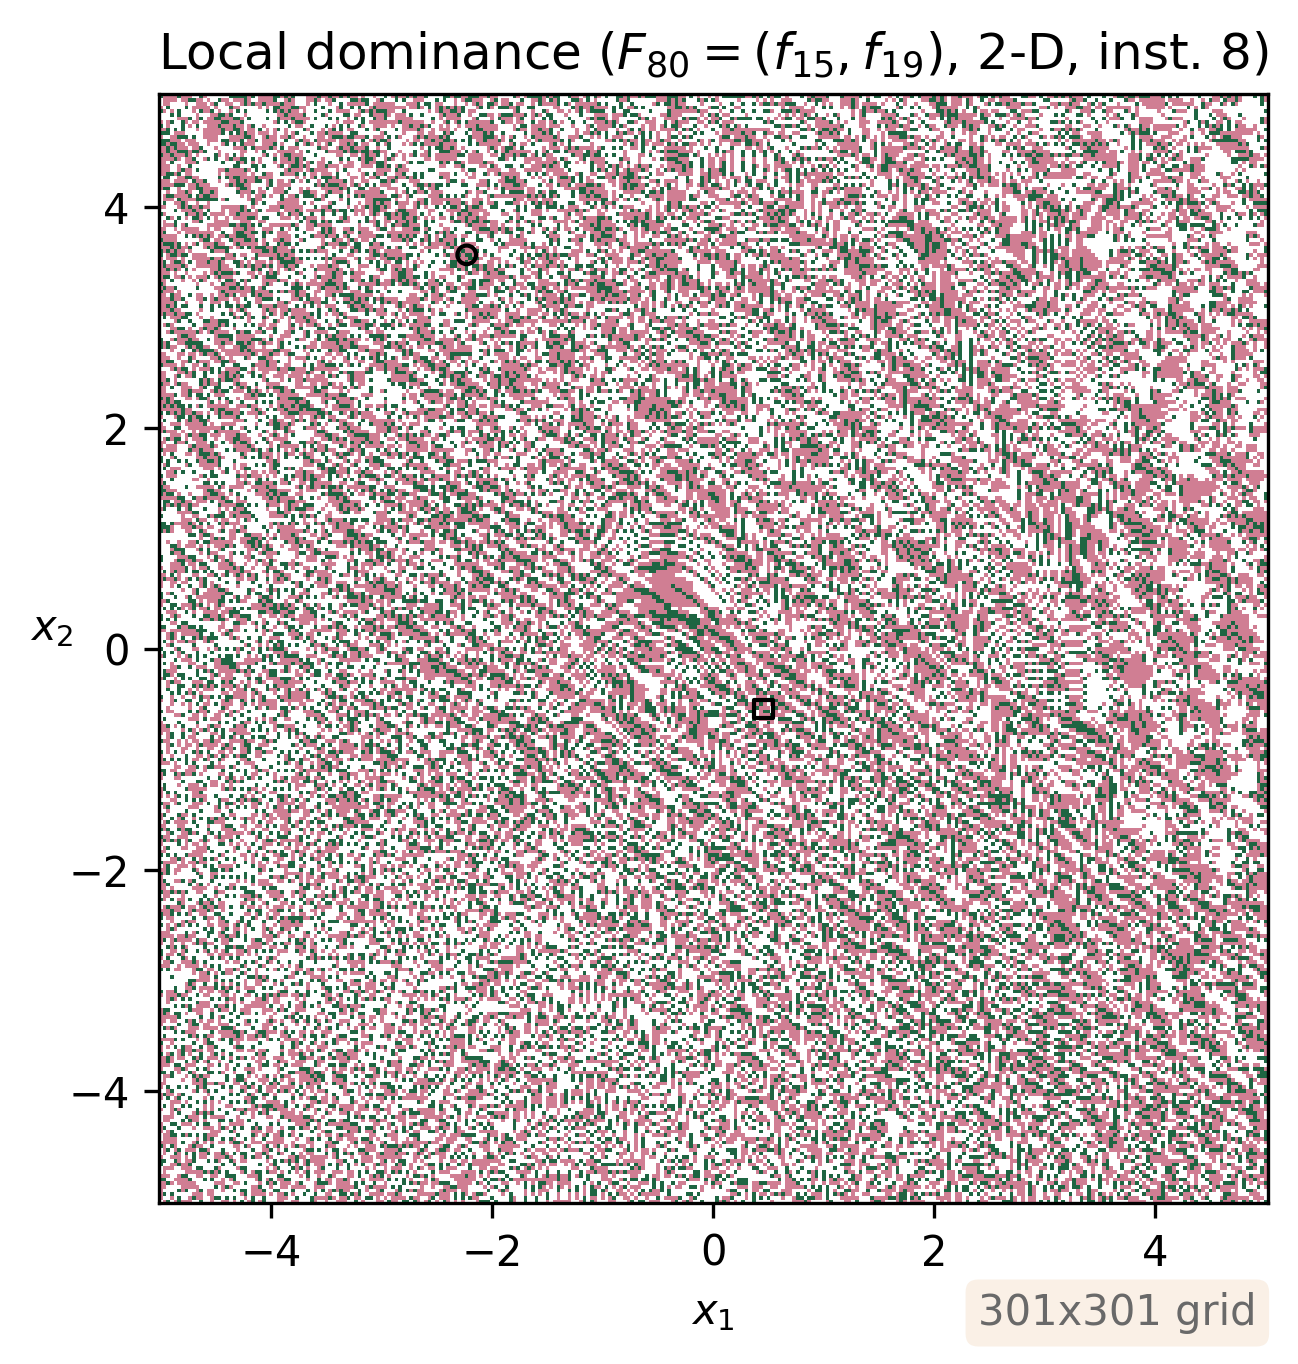 Local dominance (F₈₀ = (f₁₅, f₁₉), 2-D, inst. 8)
4
2
0
−2
−4
x₂
−4 −2 0 2 4
x₁
301x301 grid